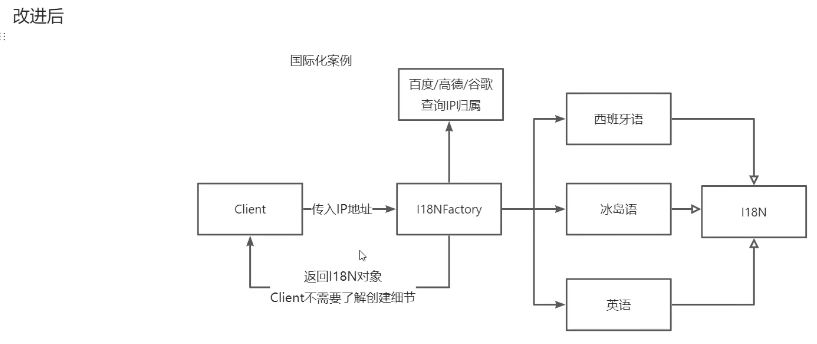 改进后
国际化案例
百度/高德/谷歌
查询IP归属
西班牙语
Client
传入IP地址
I18NFactory
冰岛语
I18N
返回I18N对象
Client不需要了解创建细节
英语